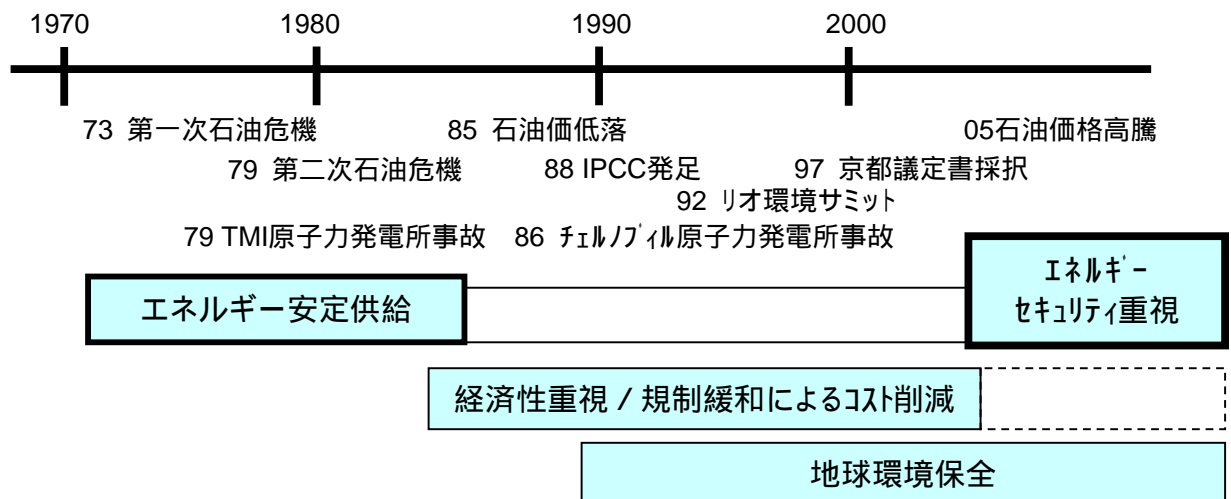 1970 1980 1990 2000
73 第一次石油危機 85 石油価低落 05石油価格高騰
79 第二次石油危機 88 IPCC発足 97 京都議定書採択
92 ﾘｵ環境ｻﾐｯﾄ
79 TMI原子力発電所事故 86 ﾁｪﾙﾉﾌﾞｨﾙ原子力発電所事故
エネルギー安定供給
ｴﾈﾙｷﾞｰ
ｾｷｭﾘﾃｨ重視
経済性重視 / 規制緩和によるｺｽﾄ削減
地球環境保全